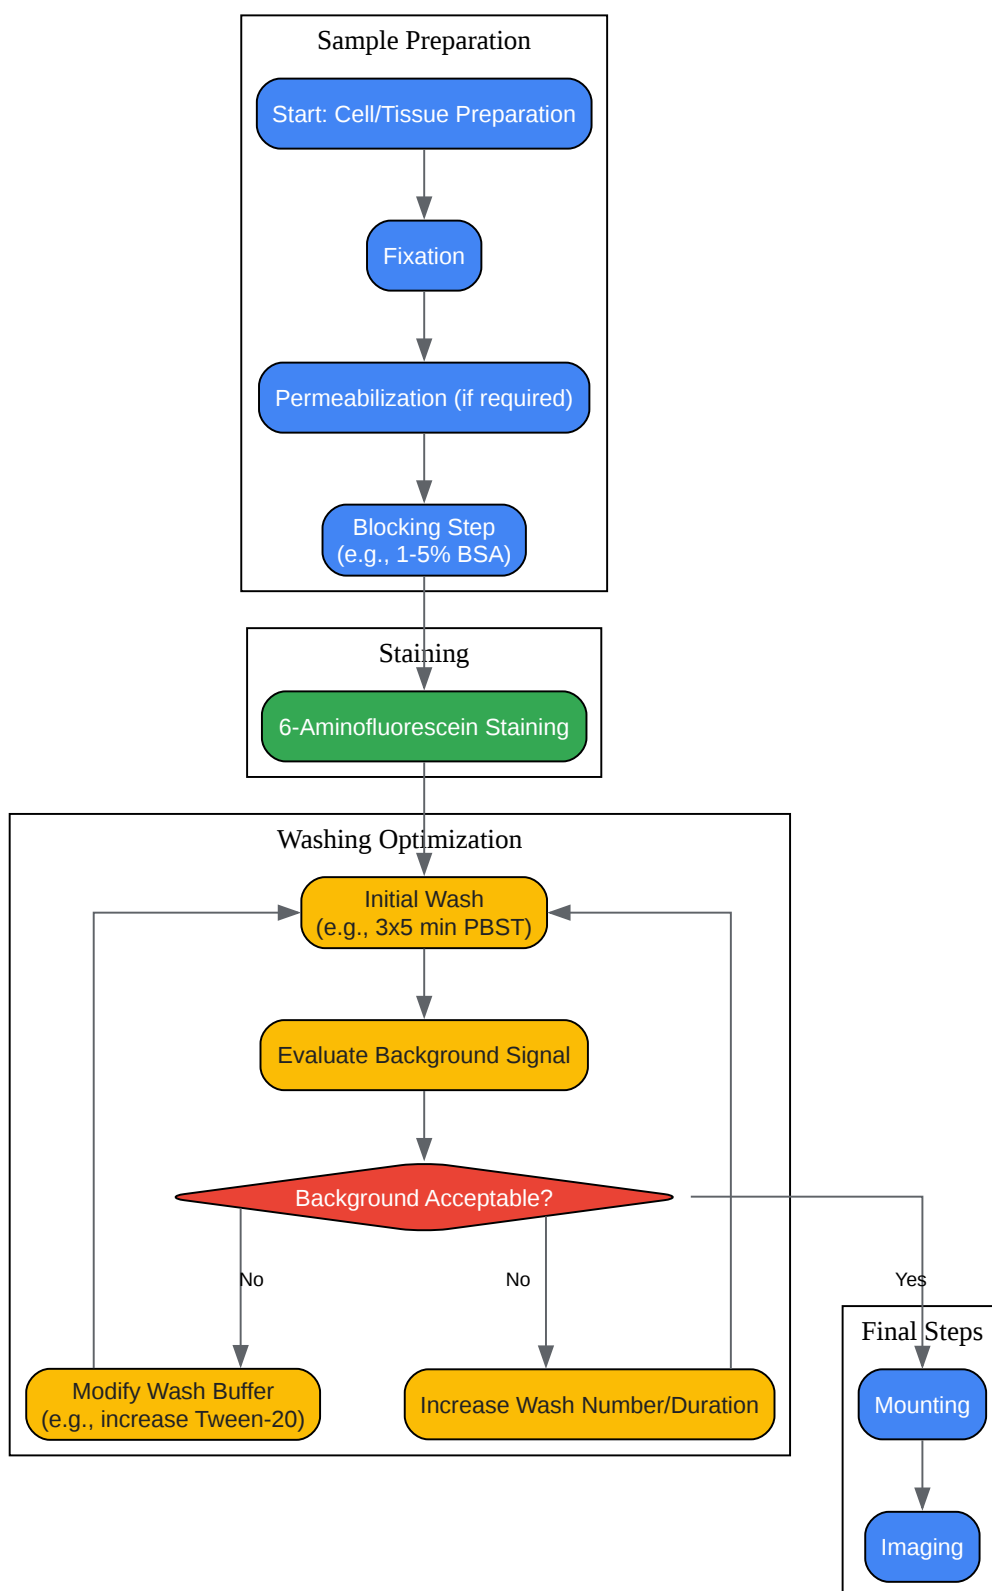 Sample Preparation
Start: Cell/Tissue Preparation
Fixation
Permeabilization (if required)
Blocking Step
(e.g., 1-5% BSA)
Staining
6-Aminofluorescein Staining
Washing Optimization
Initial Wash
(e.g., 3x5 min PBST)
Evaluate Background Signal
Background Acceptable?
No
No
Yes
Modify Wash Buffer
(e.g., increase Tween-20)
Increase Wash Number/Duration
Final Steps
Mounting
Imaging